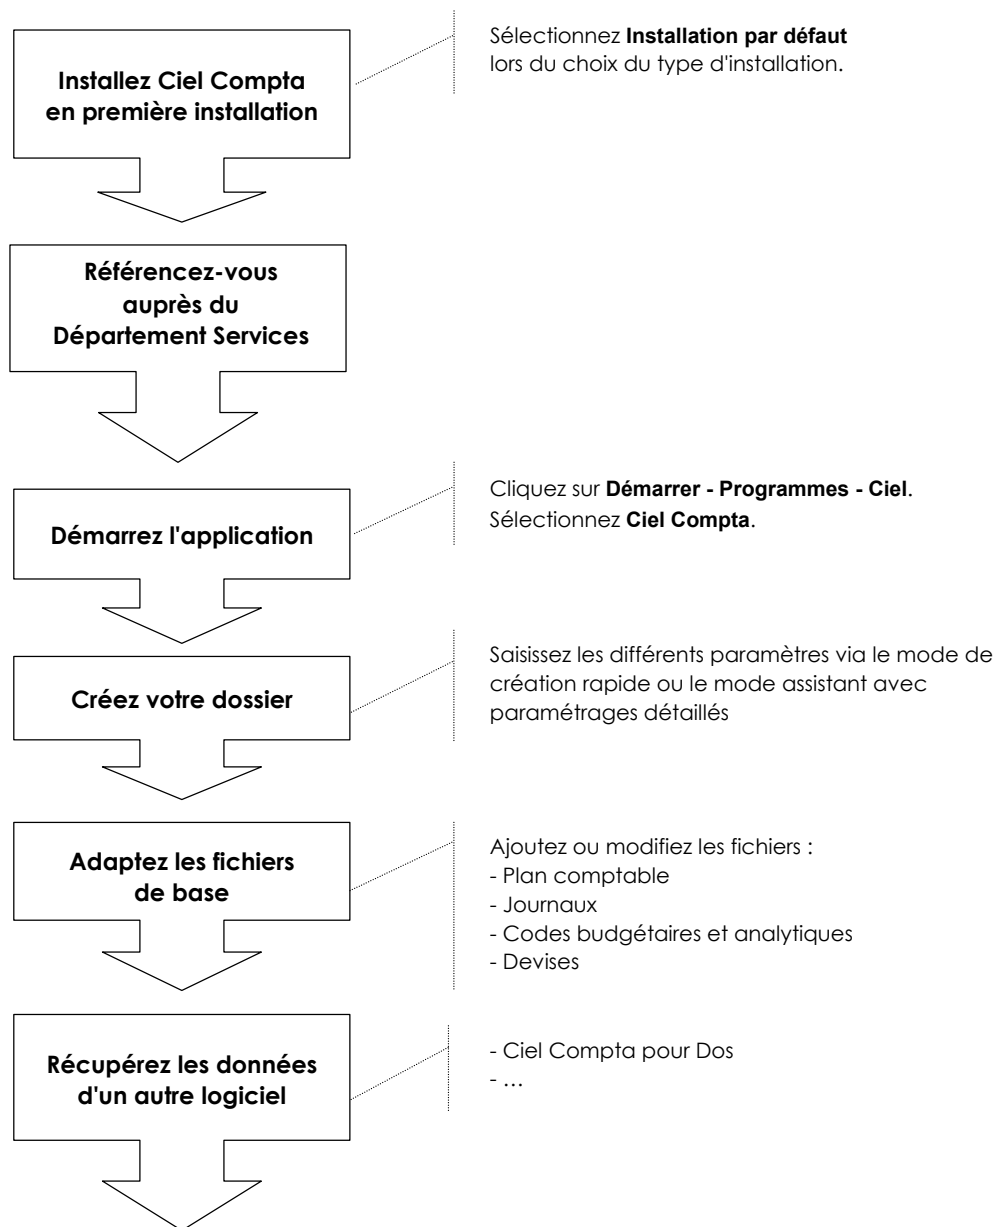 Installez Ciel Compta
en première installation
Sélectionnez Installation par défaut
lors du choix du type d'installation.
Référencez-vous
auprès du
Département Services
Démarrez l'application
Cliquez sur Démarrer - Programmes - Ciel.
Sélectionnez Ciel Compta.
Créez votre dossier
Saisissez les différents paramètres via le mode de
création rapide ou le mode assistant avec
paramétrages détaillés
Adaptez les fichiers
de base
Ajoutez ou modifiez les fichiers :
- Plan comptable
- Journaux
- Codes budgétaires et analytiques
- Devises
Récupérez les données
d'un autre logiciel
- Ciel Compta pour Dos
- …